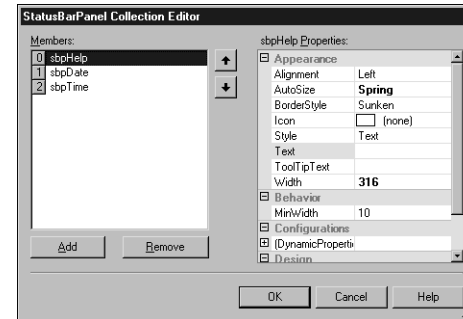 StatusBarPanel Collection Editor
Members:
0 sbpHelp
1 sbpDate
2 sbpTime
Add
Remove
sbpHelp Properties:
Appearance
Alignment Left
AutoSize Spring
BorderStyle Sunken
Icon (none)
Style Text
Text
ToolTipText
Width 316
Behavior
MinWidth 10
Configurations
(DynamicPropertie
Design
OK
Cancel
Help